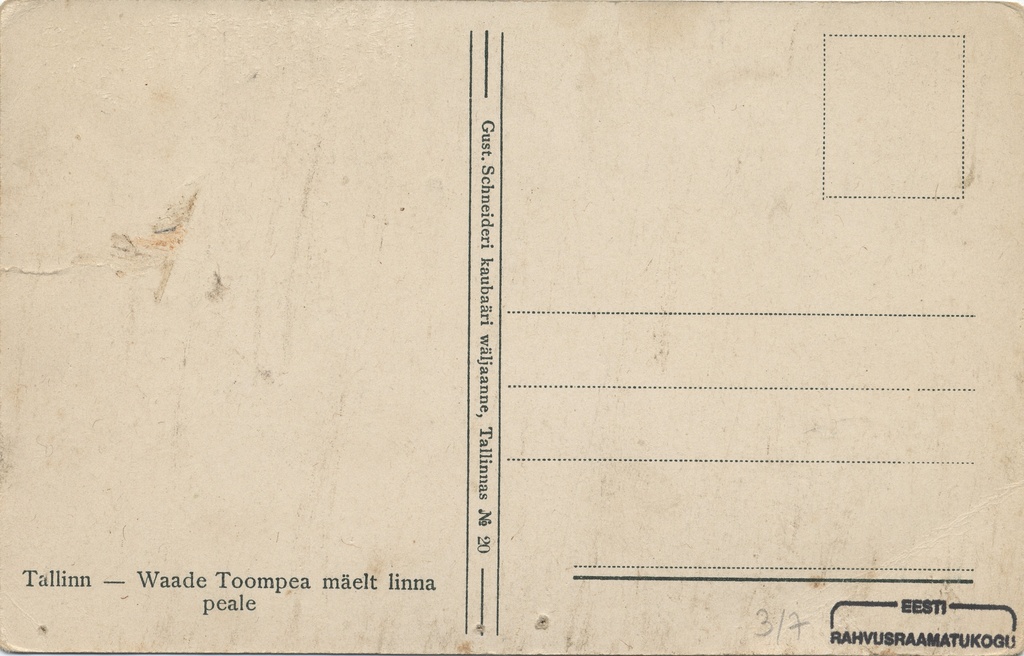 Tallinn — Waade Toompea mäelt linna
peale
Gust. Schneideri kaubaäri wäljaanne, Tallinnas № 20
3/7
EESTI
RAHVUSRAAMATUKOGU